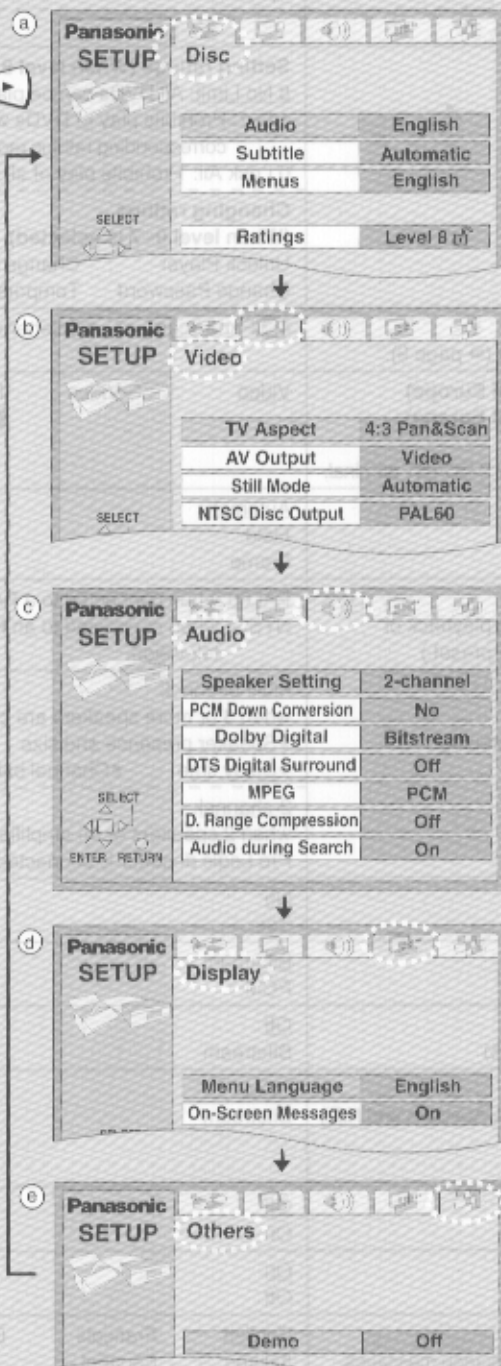 a
Panasonic
SETUP
Disc
Audio English
Subtitle Automatic
Menus English
Ratings Level 8
SELECT
b
Panasonic
SETUP
Video
TV Aspect 4:3 Pan&Scan
AV Output Video
Still Mode Automatic
NTSC Disc Output PAL60
SELECT
c
Panasonic
SETUP
Audio
Speaker Setting 2-channel
PCM Down Conversion No
Dolby Digital Bitstream
DTS Digital Surround Off
MPEG PCM
D. Range Compression Off
Audio during Search On
SELECT
ENTER RETURN
d
Panasonic
SETUP
Display
Menu Language English
On-Screen Messages On
e
Panasonic
SETUP
Others
Demo Off